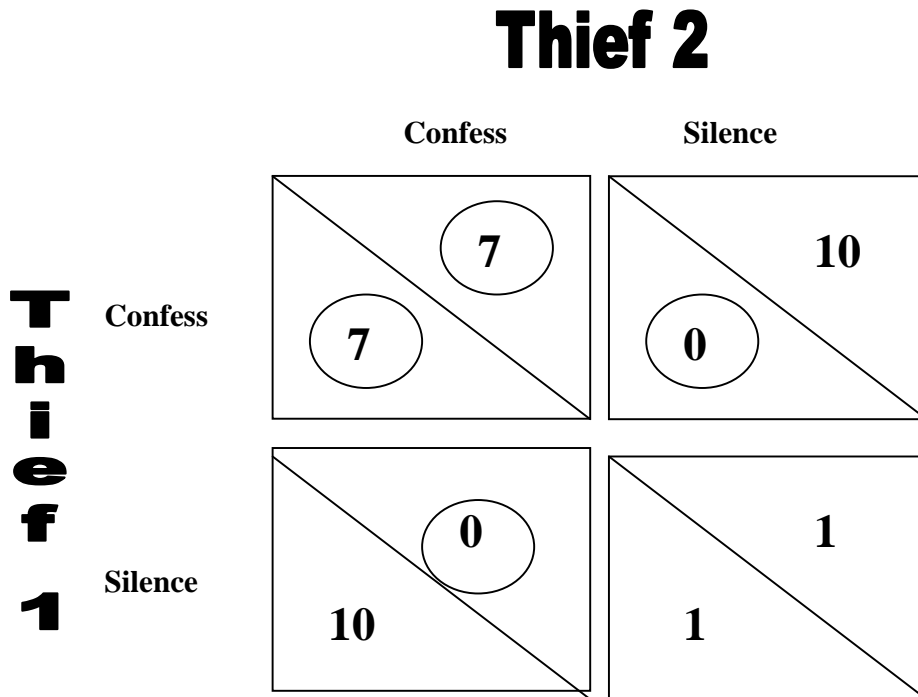 Thief 2
Confess Silence
7 10
Thief 1
Confess
7 0
0 1
Silence
10 1